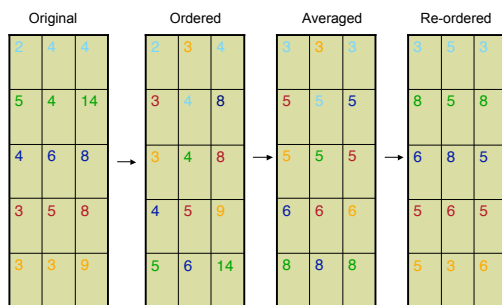 Original Ordered Averaged Re-ordered
2 4 4 2 3 4 3 3 3 3 5 3
5 4 14 3 4 8 5 5 5 8 5 8
4 6 8 3 4 8 5 5 5 6 8 5
3 5 8 4 5 9 6 6 6 5 6 5
3 3 9 5 6 14 8 8 8 5 3 6